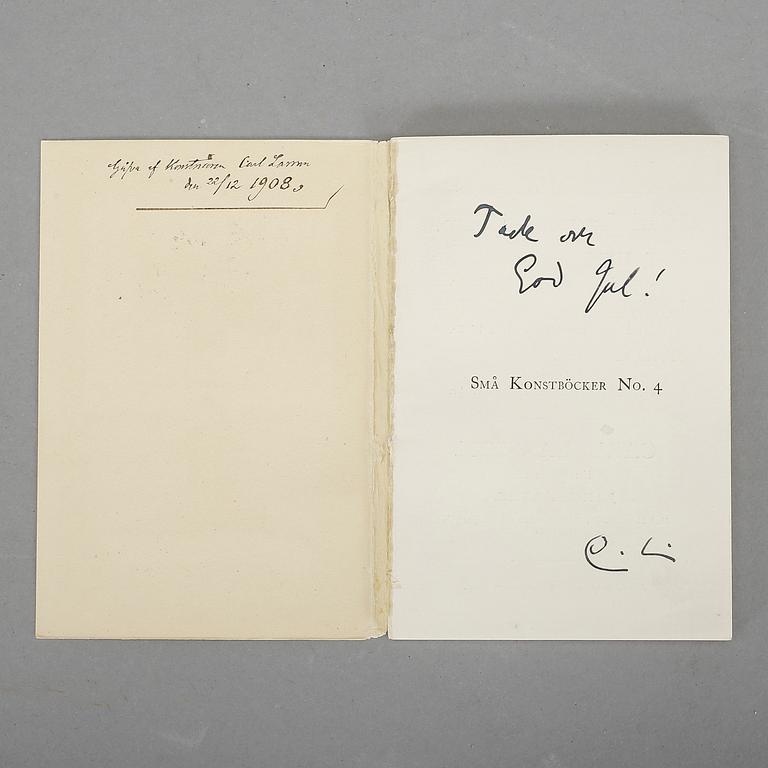 Gåfva af Konstnären Carl Larsson
den 22/12 1908
Tack och
God Jul!
SMÅ KONSTBÖCKER NO. 4
C. L.